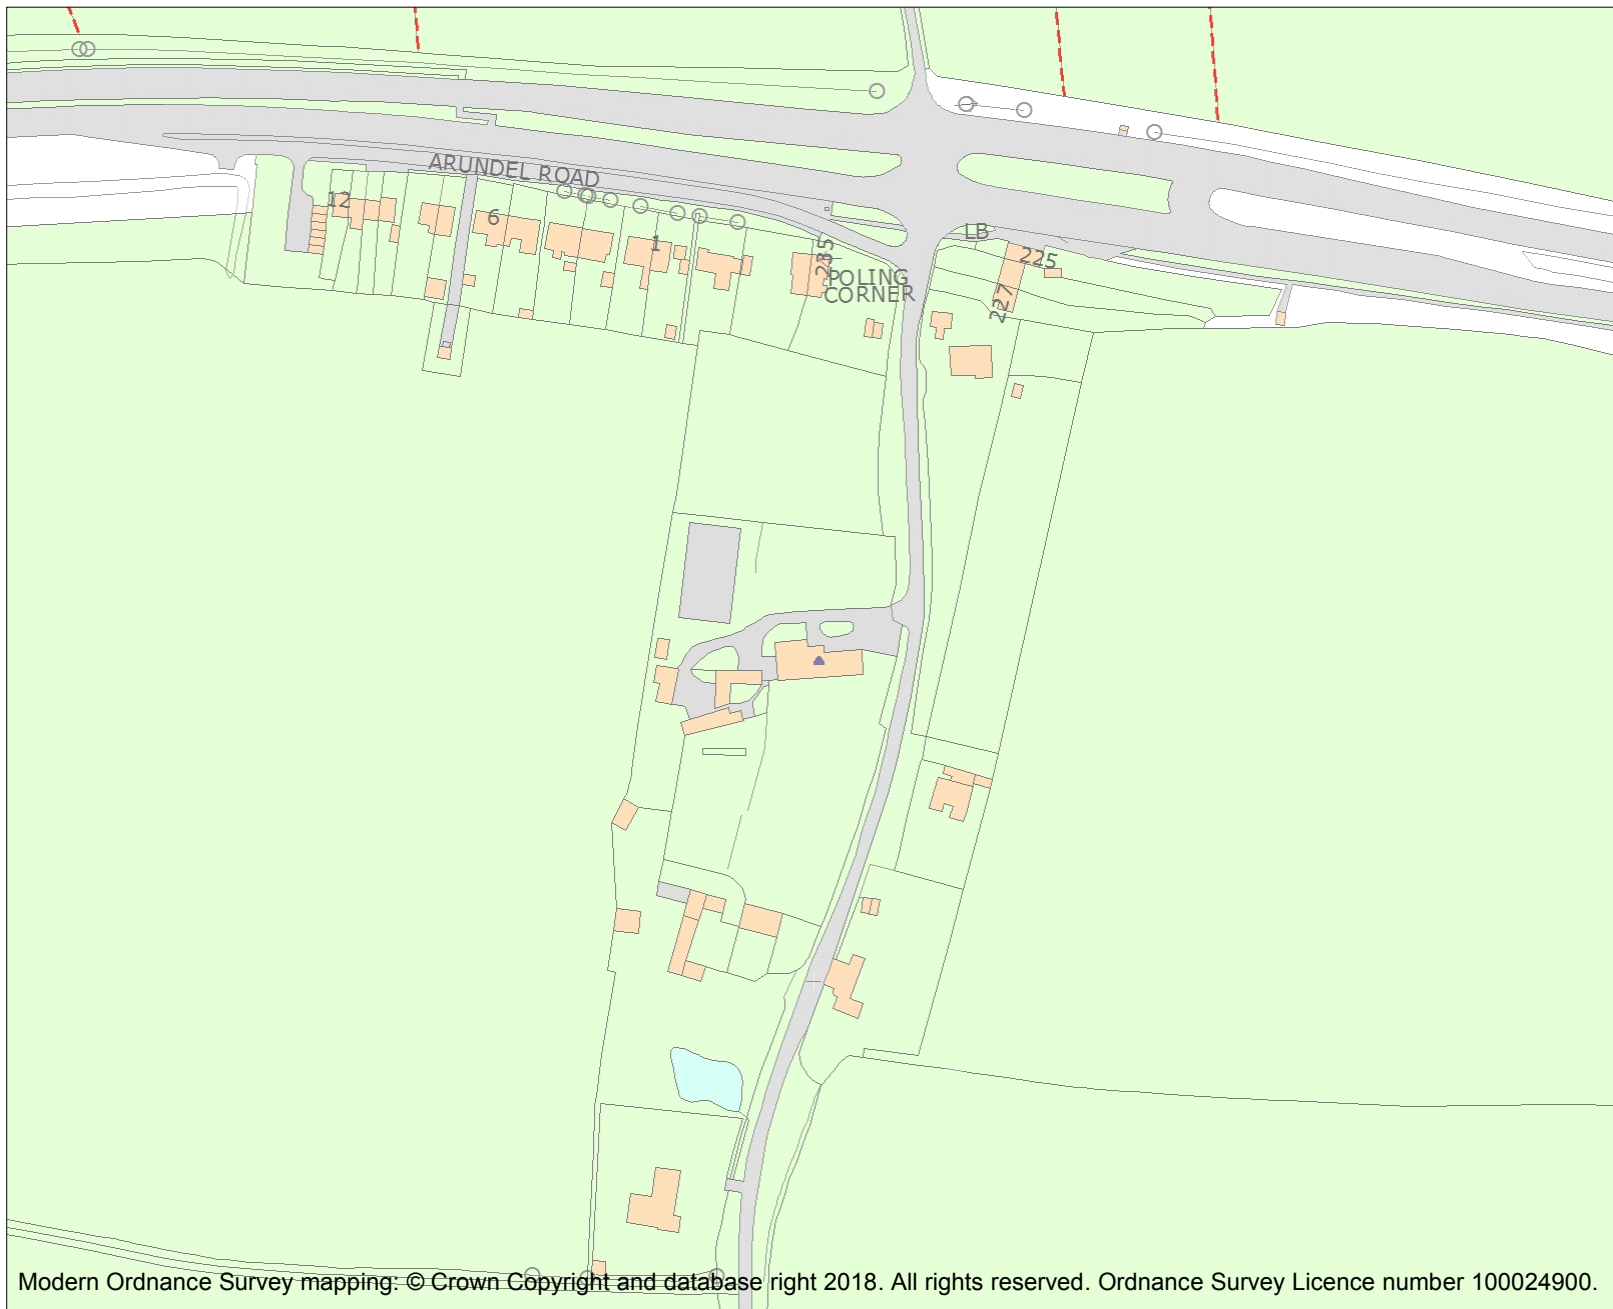 ARUNDEL ROAD
12
6
1
235
POLING
CORNER
LB
225
227
Modern Ordnance Survey mapping: © Crown Copyright and database right 2018. All rights reserved. Ordnance Survey Licence number 100024900.